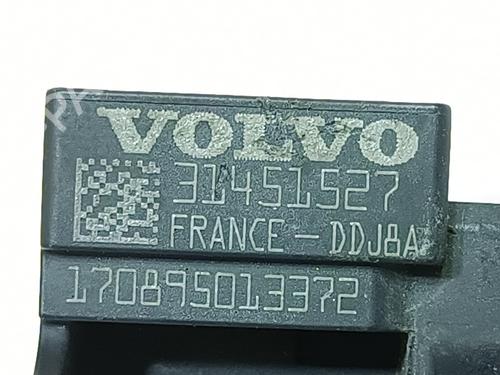 VOLVO
31451527
FRANCE - DDJ8A
170895013372